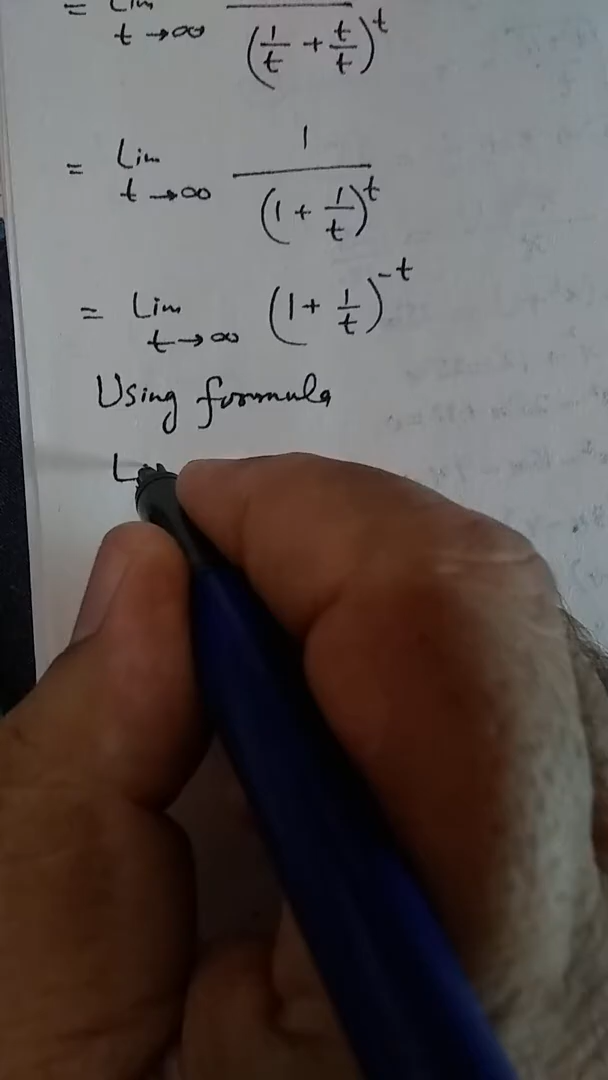 = Lim t→∞ 1/(1/t + t/t)^t
= Lim t→∞ 1/(1 + 1/t)^t
= Lim t→∞ (1 + 1/t)^-t
Using formula
L